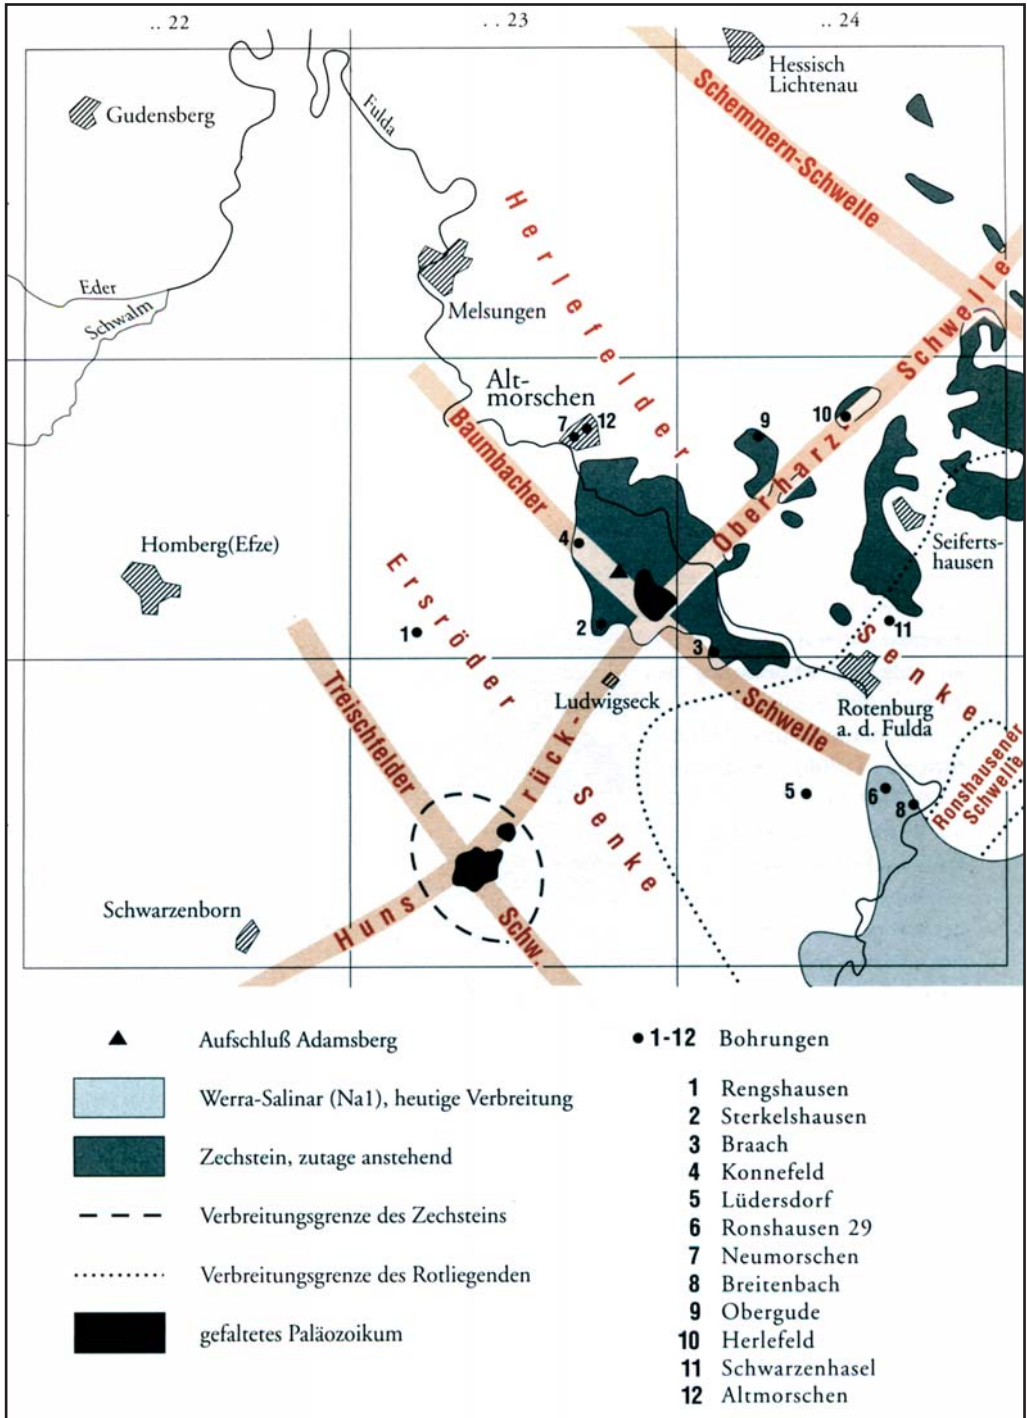 .. 22
. . 23
.. 24
Hessisch
Lichtenau
Gudensberg
Fulda
Schemmern-Schwelle
Herlefelder
Eder
Schwalm
Melsungen
Schwelle
Alt-
morschen
7
12
9
10
Baumbacher
Oberharz-
Homberg(Efze)
4
Seiferts-
hausen
Ersröder
1
2
3
11
Senke
Ludwigseck
Treischfelder
rück-
Schwelle
Rotenburg
a. d. Fulda
Ronshausener
Schwelle
5
6
8
Senke
Schwarzenborn
Huns
Schw.
Aufschluß Adamsberg
Werra-Salinar (Na1), heutige Verbreitung
Zechstein, zutage anstehend
Verbreitungsgrenze des Zechsteins
Verbreitungsgrenze des Rotliegenden
gefaltetes Paläozoikum
1-12 Bohrungen
1 Rengshausen
2 Sterkelshausen
3 Braach
4 Konnefeld
5 Lüdersdorf
6 Ronshausen 29
7 Neumorschen
8 Breitenbach
9 Obergude
10 Herlefeld
11 Schwarzenhasel
12 Altmorschen